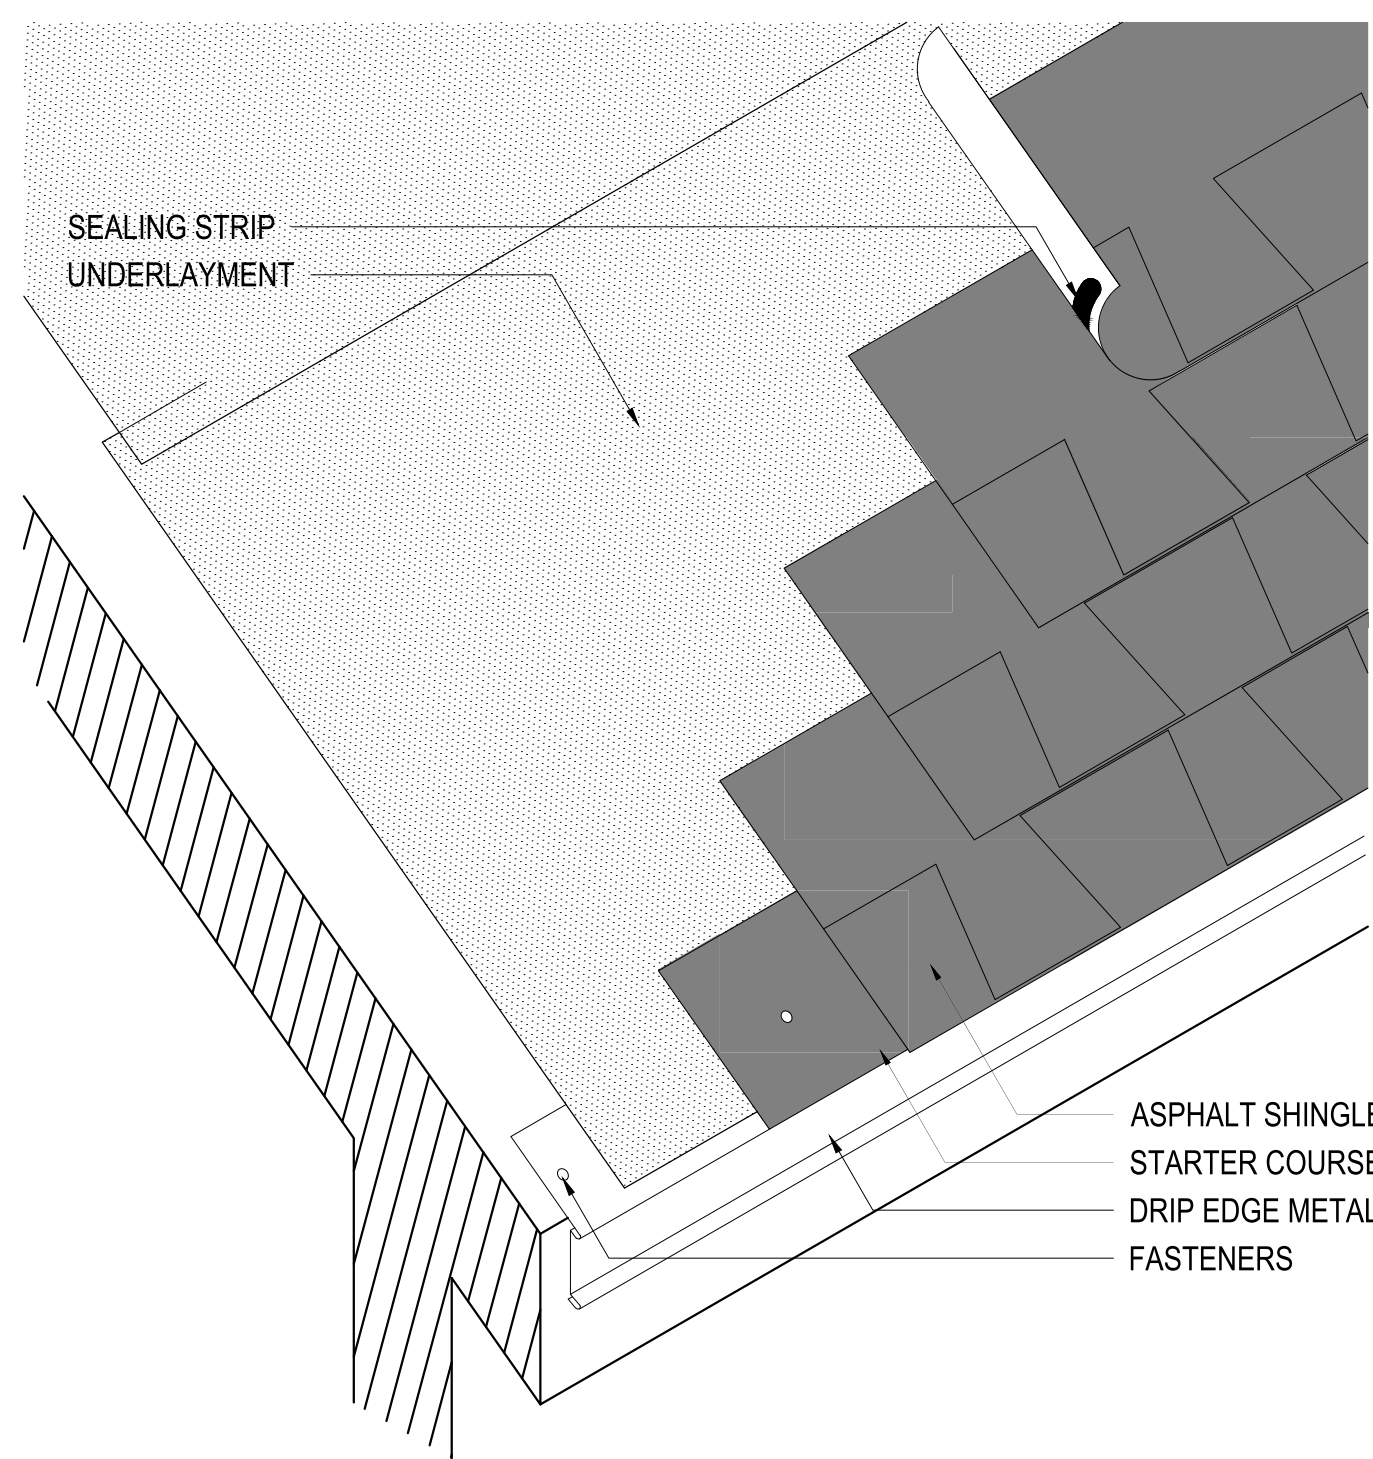 SEALING STRIP
UNDERLAYMENT
ASPHALT SHINGLE
STARTER COURSE
DRIP EDGE METAL
FASTENERS